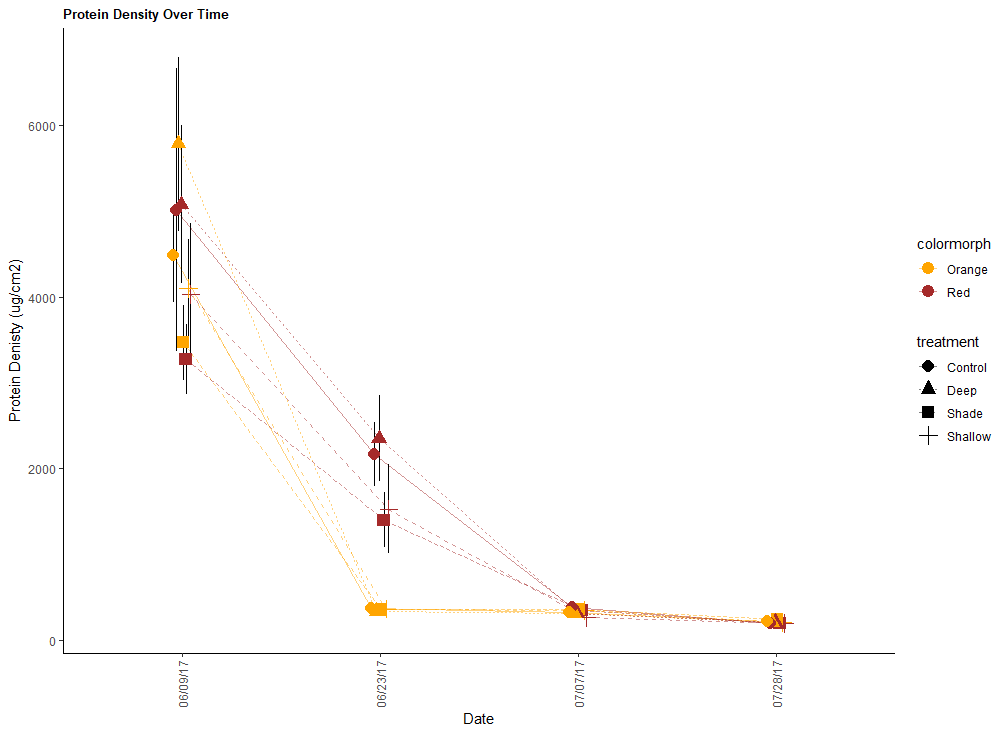 Protein Density Over Time
Protein Denisty (ug/cm2)
6000
4000
2000
0
06/09/17
06/23/17
07/07/17
07/28/17
Date
colormorph
Orange
Red
treatment
Control
Deep
Shade
Shallow